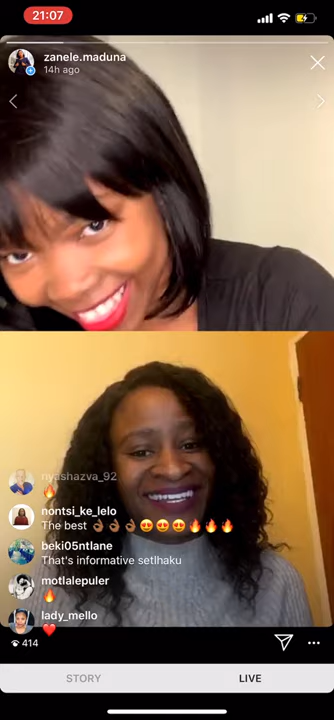 21:07
zanele.maduna
14h ago
nyashazva_92
🔥
nontsi_ke_lelo
The best 👌🏾👌🏾👌🏾😍😍😍🔥🔥🔥
beki05ntlane
That's informative setlhaku
motlalepuler
🔥
lady_mello
❤️
414
STORY
LIVE